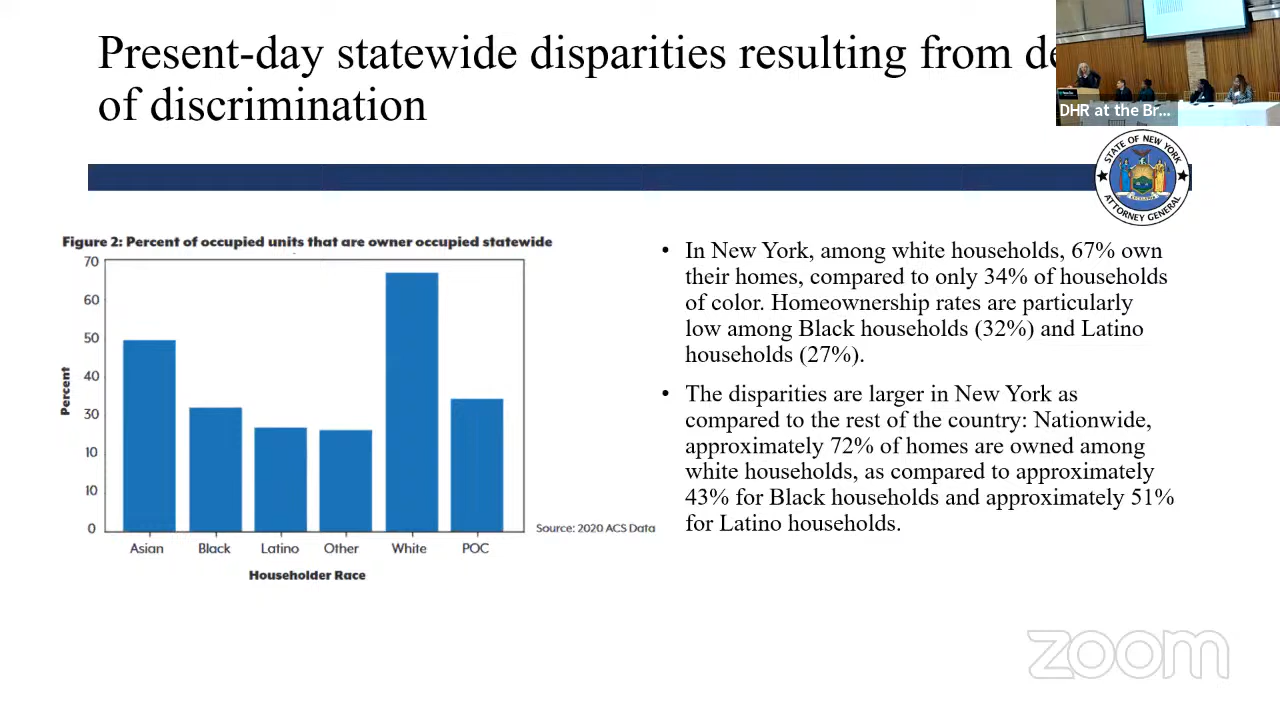 Present-day statewide disparities resulting from
of discrimination
DHR at the Br...
STATE OF NEW YORK
ATTORNEY GENERAL
Figure 2: Percent of occupied units that are owner occupied statewide
70
60
50
40
30
10
10
0
Percent
Asian Black Latino Other White POC
Householder Race
Source: 2020 ACS Data
• In New York, among white households, 67% own
their homes, compared to only 34% of households
of color. Homeownership rates are particularly
low among Black households (32%) and Latino
households (27%).
• The disparities are larger in New York as
compared to the rest of the country: Nationwide,
approximately 72% of homes are owned among
white households, as compared to approximately
43% for Black households and approximately 51%
for Latino households.
zoom